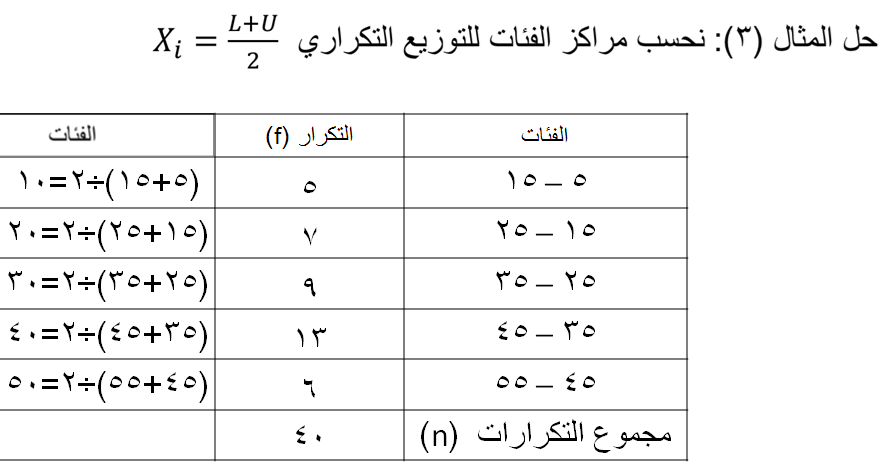 حل المثال (٣): نحسب مراكز الفئات للتوزيع التكراري Xᵢ = (L+U)/2
الفئات | التكرار (f) | الفئات
٥ – ١٥ | ٥ | (٥+١٥)÷٢=١٠
١٥ – ٢٥ | ٧ | (١٥+٢٥)÷٢=٢٠
٢٥ – ٣٥ | ٩ | (٢٥+٣٥)÷٢=٣٠
٣٥ – ٤٥ | ١٣ | (٣٥+٤٥)÷٢=٤٠
٤٥ – ٥٥ | ٦ | (٤٥+٥٥)÷٢=٥٠
مجموع التكرارات (n) | ٤٠